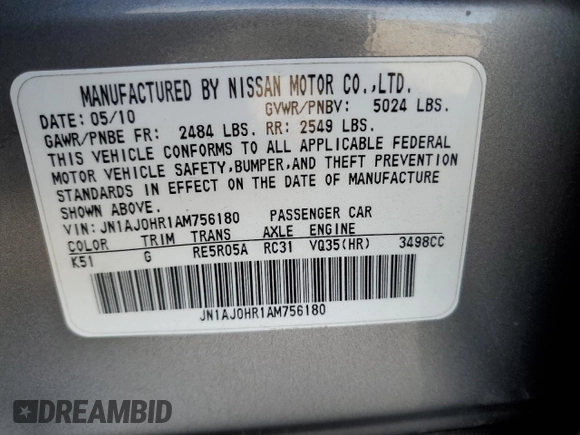 MANUFACTURED BY NISSAN MOTOR CO.,LTD.
DATE: 05/10 GVWR/PNBV: 5024 LBS.
GAWR/PNBE FR: 2484 LBS. RR: 2549 LBS.
THIS VEHICLE CONFORMS TO ALL APPLICABLE FEDERAL
MOTOR VEHICLE SAFETY,BUMPER,AND THEFT PREVENTION
STANDARDS IN EFFECT ON THE DATE OF MANUFACTURE
SHOWN ABOVE.
VIN: JN1AJ0HR1AM756180 PASSENGER CAR
COLOR TRIM TRANS AXLE ENGINE
K51 G RE5R05A RC31 VQ35(HR) 3498CC
JN1AJ0HR1AM756180
DREAMBID